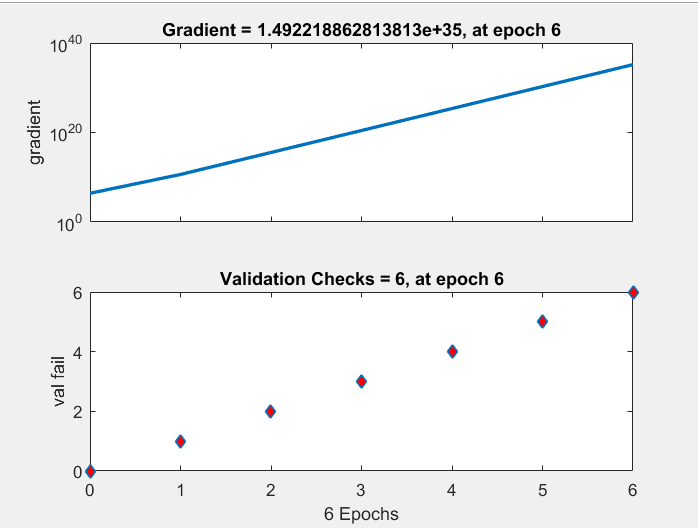 Gradient = 1.492218862813813e+35, at epoch 6
10^40
10^20
10^0
gradient
Validation Checks = 6, at epoch 6
6
4
2
0
val fail
0 1 2 3 4 5 6
6 Epochs